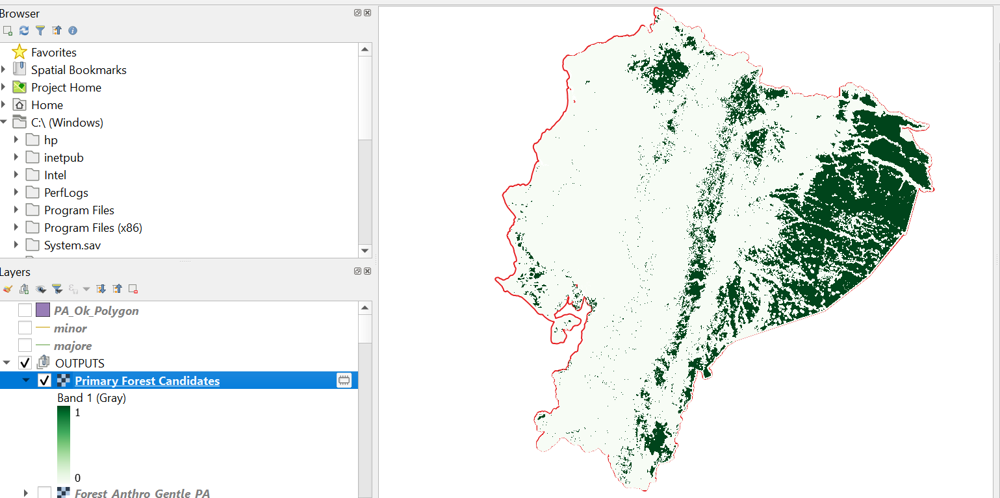 Browser
Favorites
Spatial Bookmarks
Project Home
Home
C:\ (Windows)
hp
inetpub
Intel
PerfLogs
Program Files
Program Files (x86)
System.sav
Layers
PA_Ok_Polygon
minor
majore
OUTPUTS
Primary Forest Candidates
Band 1 (Gray)
1
0
Forest_Anthro_Gentle_PA